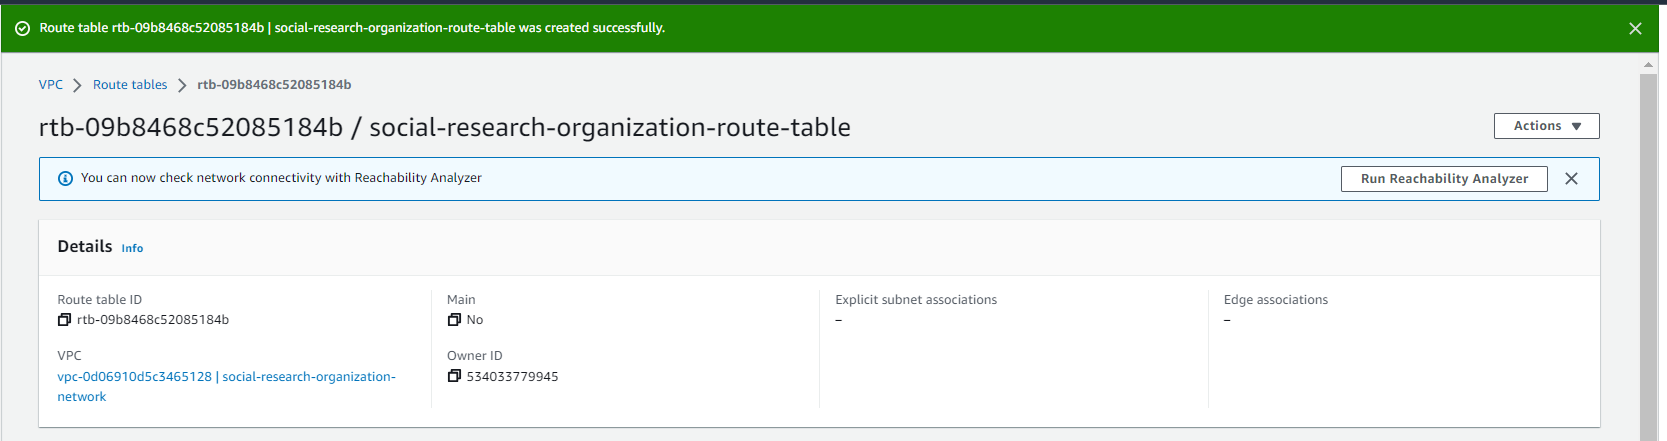 Route table rtb-09b8468c52085184b | social-research-organization-route-table was created successfully.
VPC > Route tables > rtb-09b8468c52085184b
rtb-09b8468c52085184b / social-research-organization-route-table
Actions
You can now check network connectivity with Reachability Analyzer
Run Reachability Analyzer
Details Info
Route table ID
rtb-09b8468c52085184b
Main
No
Explicit subnet associations
–
Edge associations
–
VPC
vpc-0d06910d5c3465128 | social-research-organization-
network
Owner ID
534033779945